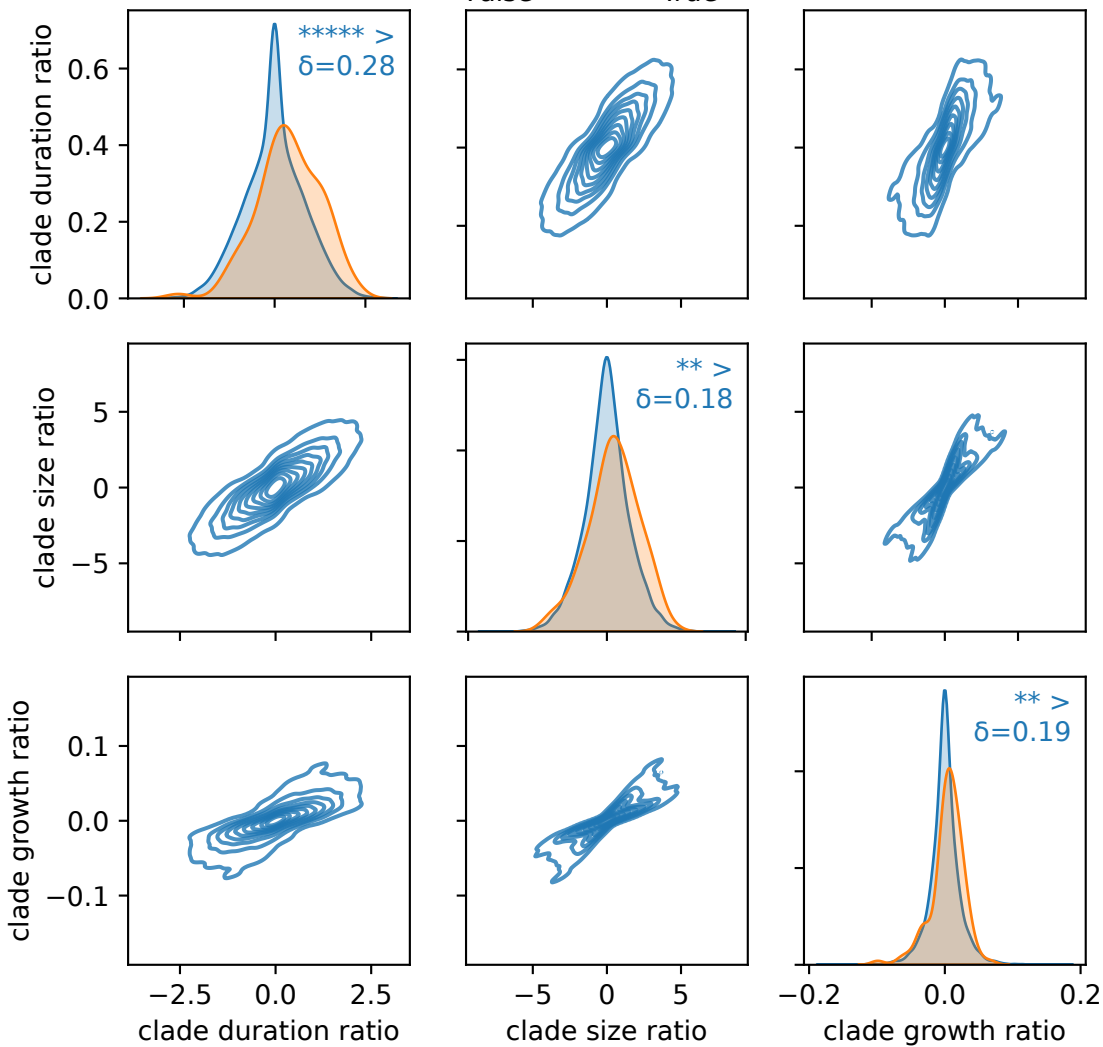 False True
clade duration ratio
0.6
0.4
0.2
0.0
***** >
δ=0.28
clade size ratio
5
0
−5
** >
δ=0.18
clade growth ratio
0.1
0.0
−0.1
** >
δ=0.19
−2.5 0.0 2.5
−5 0 5
−0.2 0.0 0.2
clade duration ratio
clade size ratio
clade growth ratio